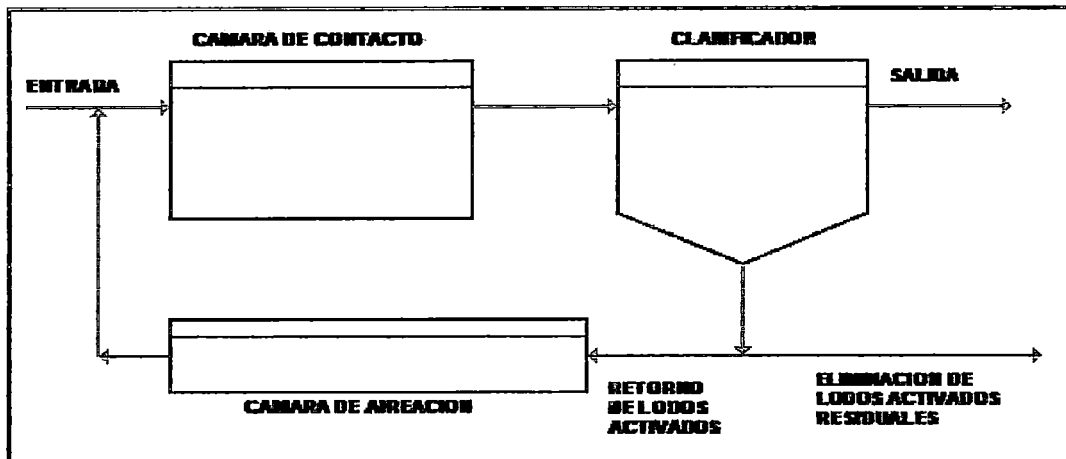 CAMARA DE CONTACTO
CLARIFICADOR
ENTRADA
SALIDA
CAMARA DE AIREACION
RETORNO
DE LODOS
ACTIVADOS
ELIMINACION DE
LODOS ACTIVADOS
RESIDUALES